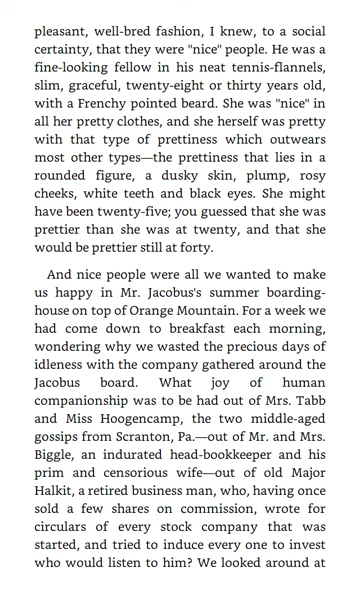 pleasant, well-bred fashion, I knew, to a social
certainty, that they were "nice" people. He was a
fine-looking fellow in his neat tennis-flannels,
slim, graceful, twenty-eight or thirty years old,
with a Frenchy pointed beard. She was "nice" in
all her pretty clothes, and she herself was pretty
with that type of prettiness which outwears
most other types—the prettiness that lies in a
rounded figure, a dusky skin, plump, rosy
cheeks, white teeth and black eyes. She might
have been twenty-five; you guessed that she was
prettier than she was at twenty, and that she
would be prettier still at forty.
And nice people were all we wanted to make
us happy in Mr. Jacobus's summer boarding-
house on top of Orange Mountain. For a week we
had come down to breakfast each morning,
wondering why we wasted the precious days of
idleness with the company gathered around the
Jacobus board. What joy of human
companionship was to be had out of Mrs. Tabb
and Miss Hoogencamp, the two middle-aged
gossips from Scranton, Pa.—out of Mr. and Mrs.
Biggle, an indurated head-bookkeeper and his
prim and censorious wife—out of old Major
Halkit, a retired business man, who, having once
sold a few shares on commission, wrote for
circulars of every stock company that was
started, and tried to induce every one to invest
who would listen to him? We looked around at